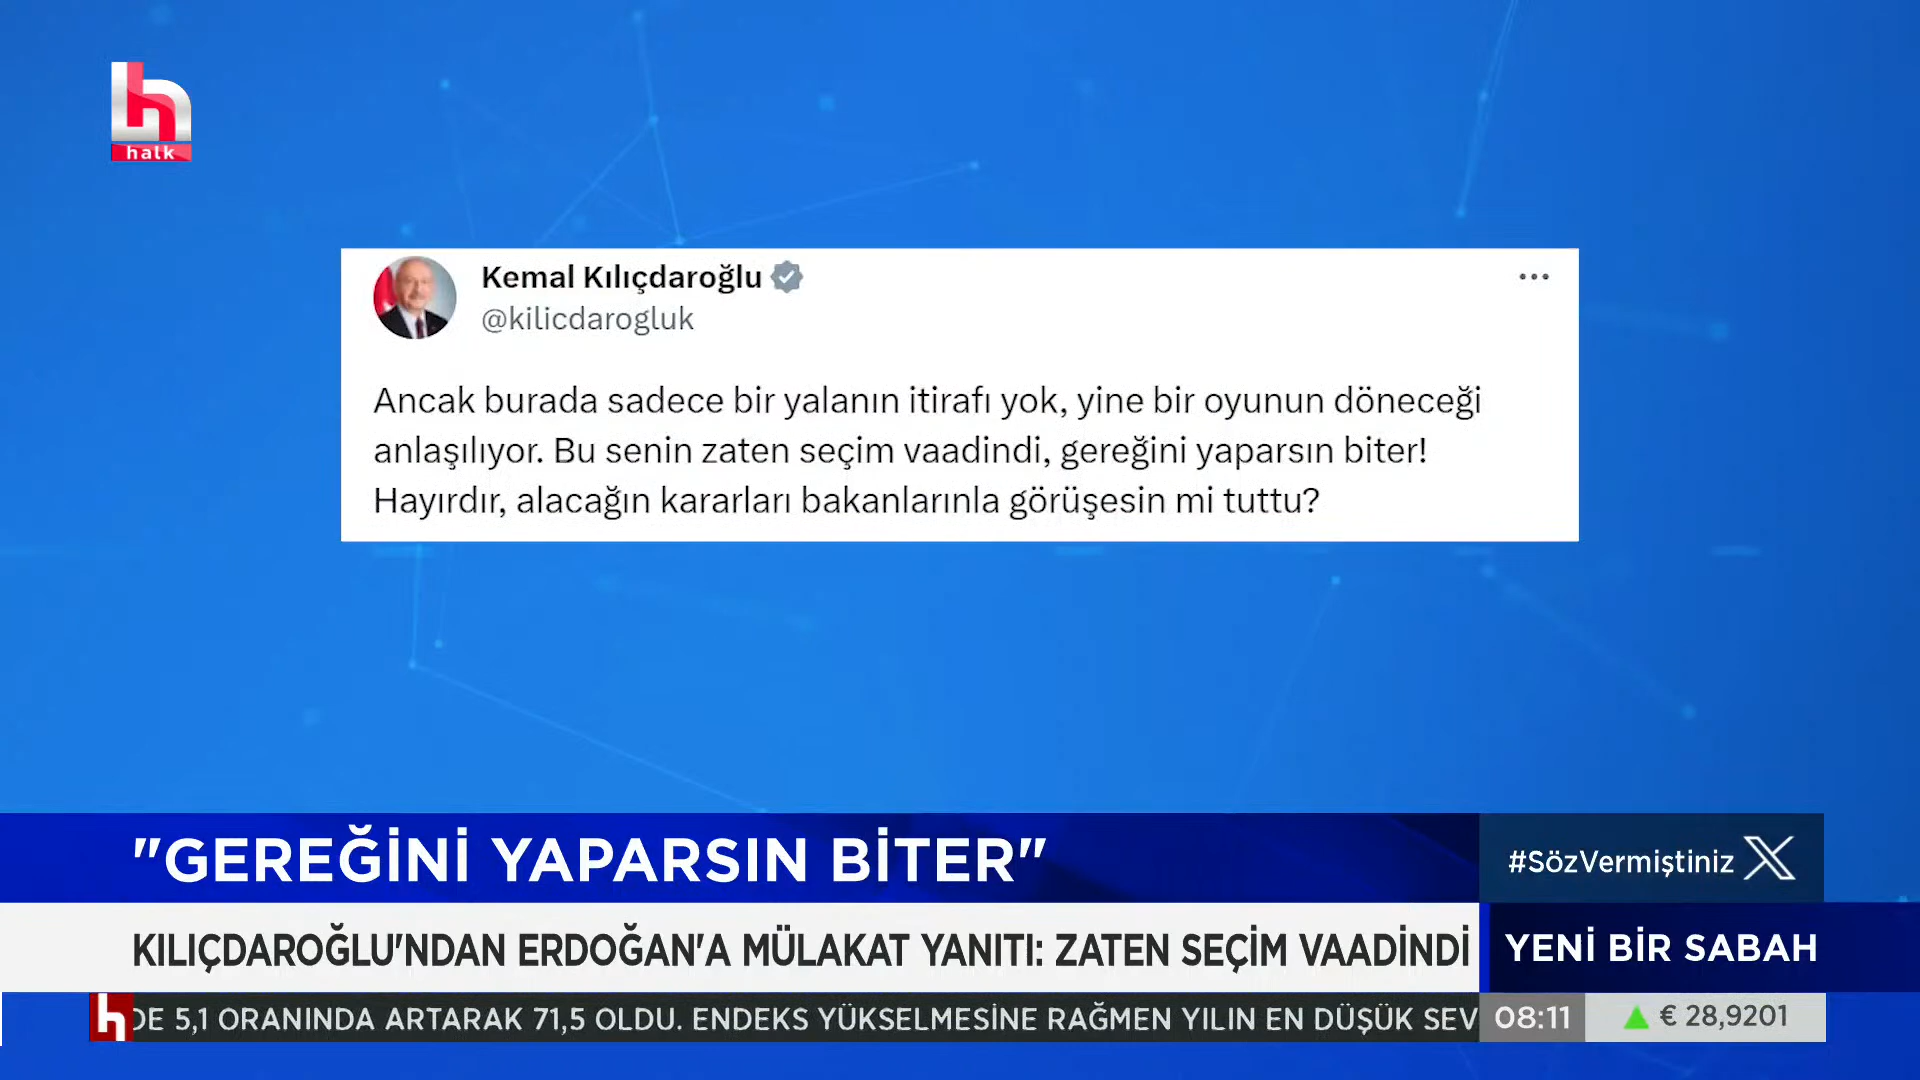 halk
Kemal Kılıçdaroğlu
@kilicdarogluk
Ancak burada sadece bir yalanın itirafı yok, yine bir oyunun döneceği
anlaşılıyor. Bu senin zaten seçim vaadindi, gereğini yaparsın biter!
Hayırdır, alacağın kararları bakanlarınla görüşesin mi tuttu?
"GEREĞİNİ YAPARSIN BİTER"
#SözVermiştiniz X
KILIÇDAROĞLU'NDAN ERDOĞAN'A MÜLAKAT YANITI: ZATEN SEÇİM VAADİNDİ
YENİ BİR SABAH
DE 5,1 ORANINDA ARTARAK 71,5 OLDU. ENDEKS YÜKSELMESİNE RAĞMEN YILIN EN DÜŞÜK SEV
08:11
€ 28,9201